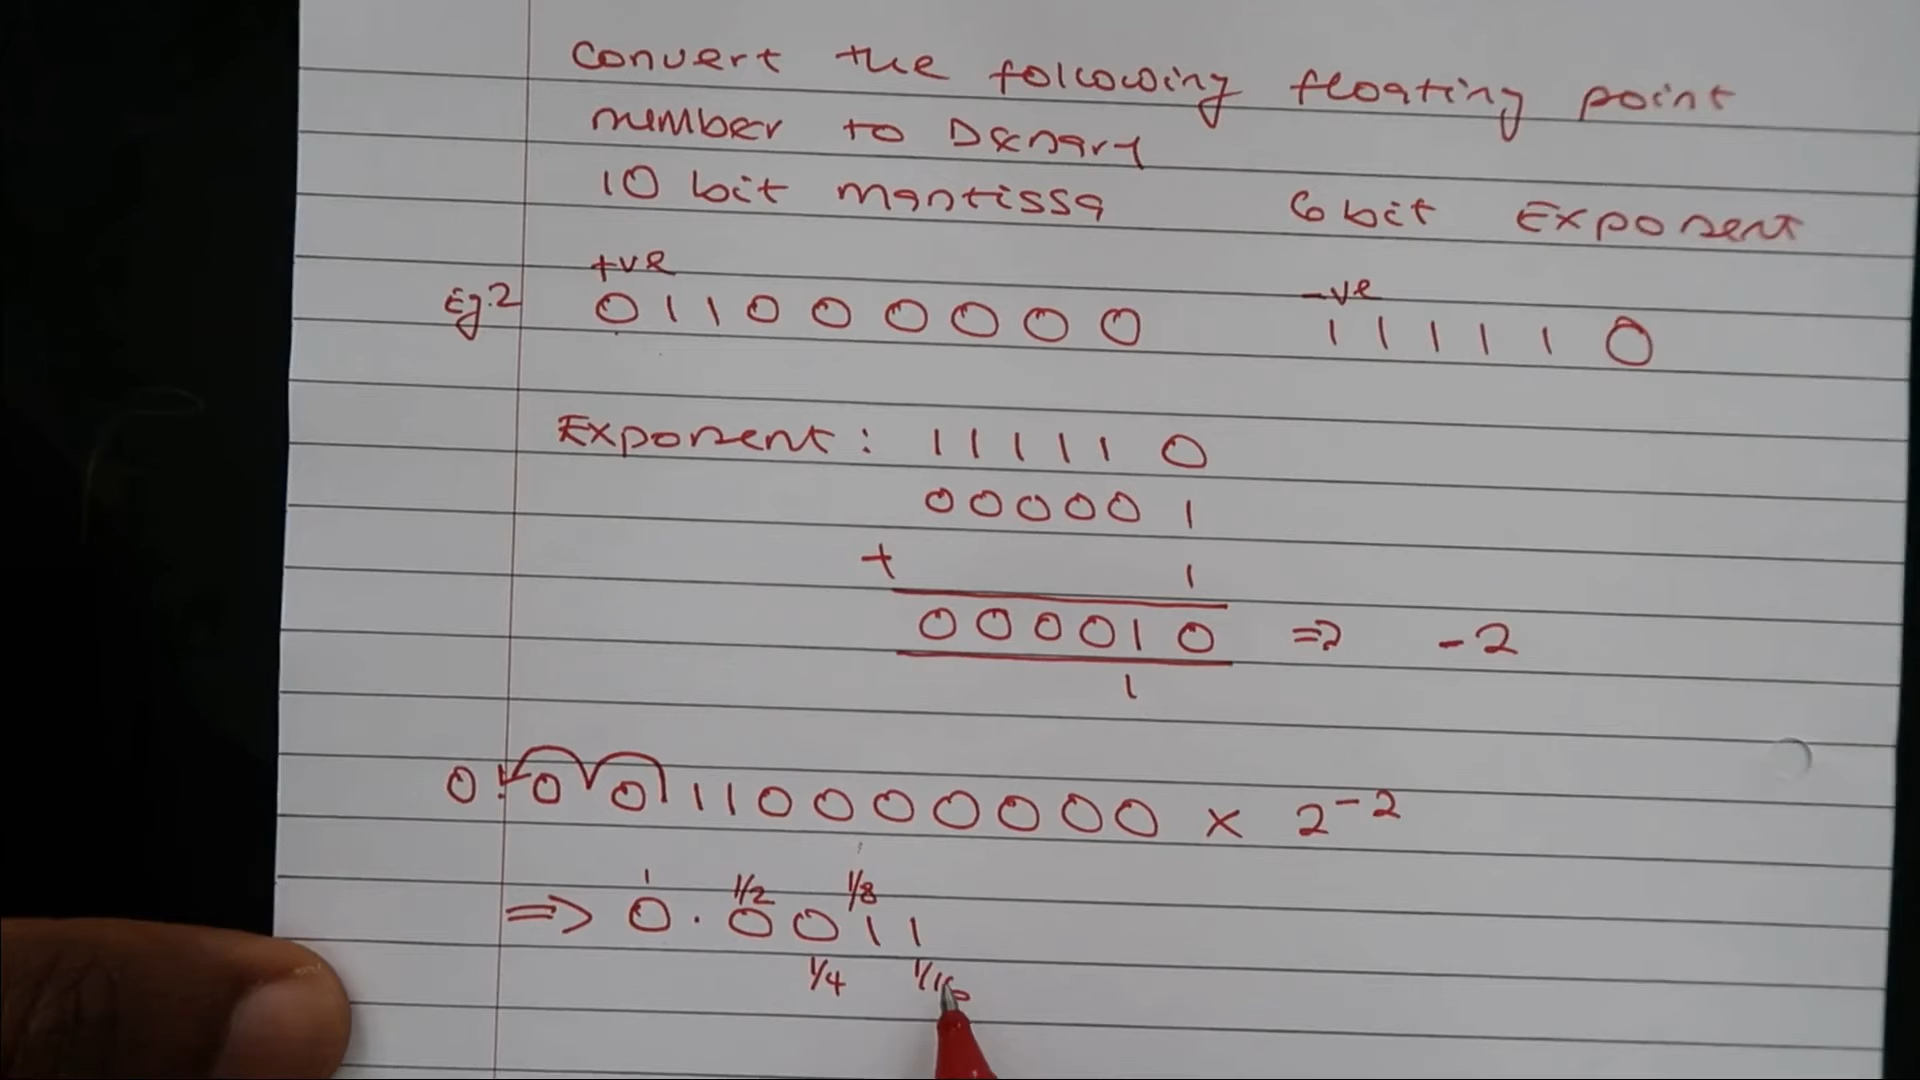 Convert the following floating point
number to Denary
10 bit mantissa 6 bit Exponent
+ve -ve
Eg.2 0 1 1 0 0 0 0 0 0 1 1 1 1 1 0
Exponent: 1 1 1 1 1 0
0 0 0 0 0 1
+ 1
0 0 0 0 1 0 => -2
1
0.0 0 1 1 0 0 0 0 0 0 0 x 2⁻²
1 1/2 1/8
=> 0.0 0 1 1
1/4 1/16